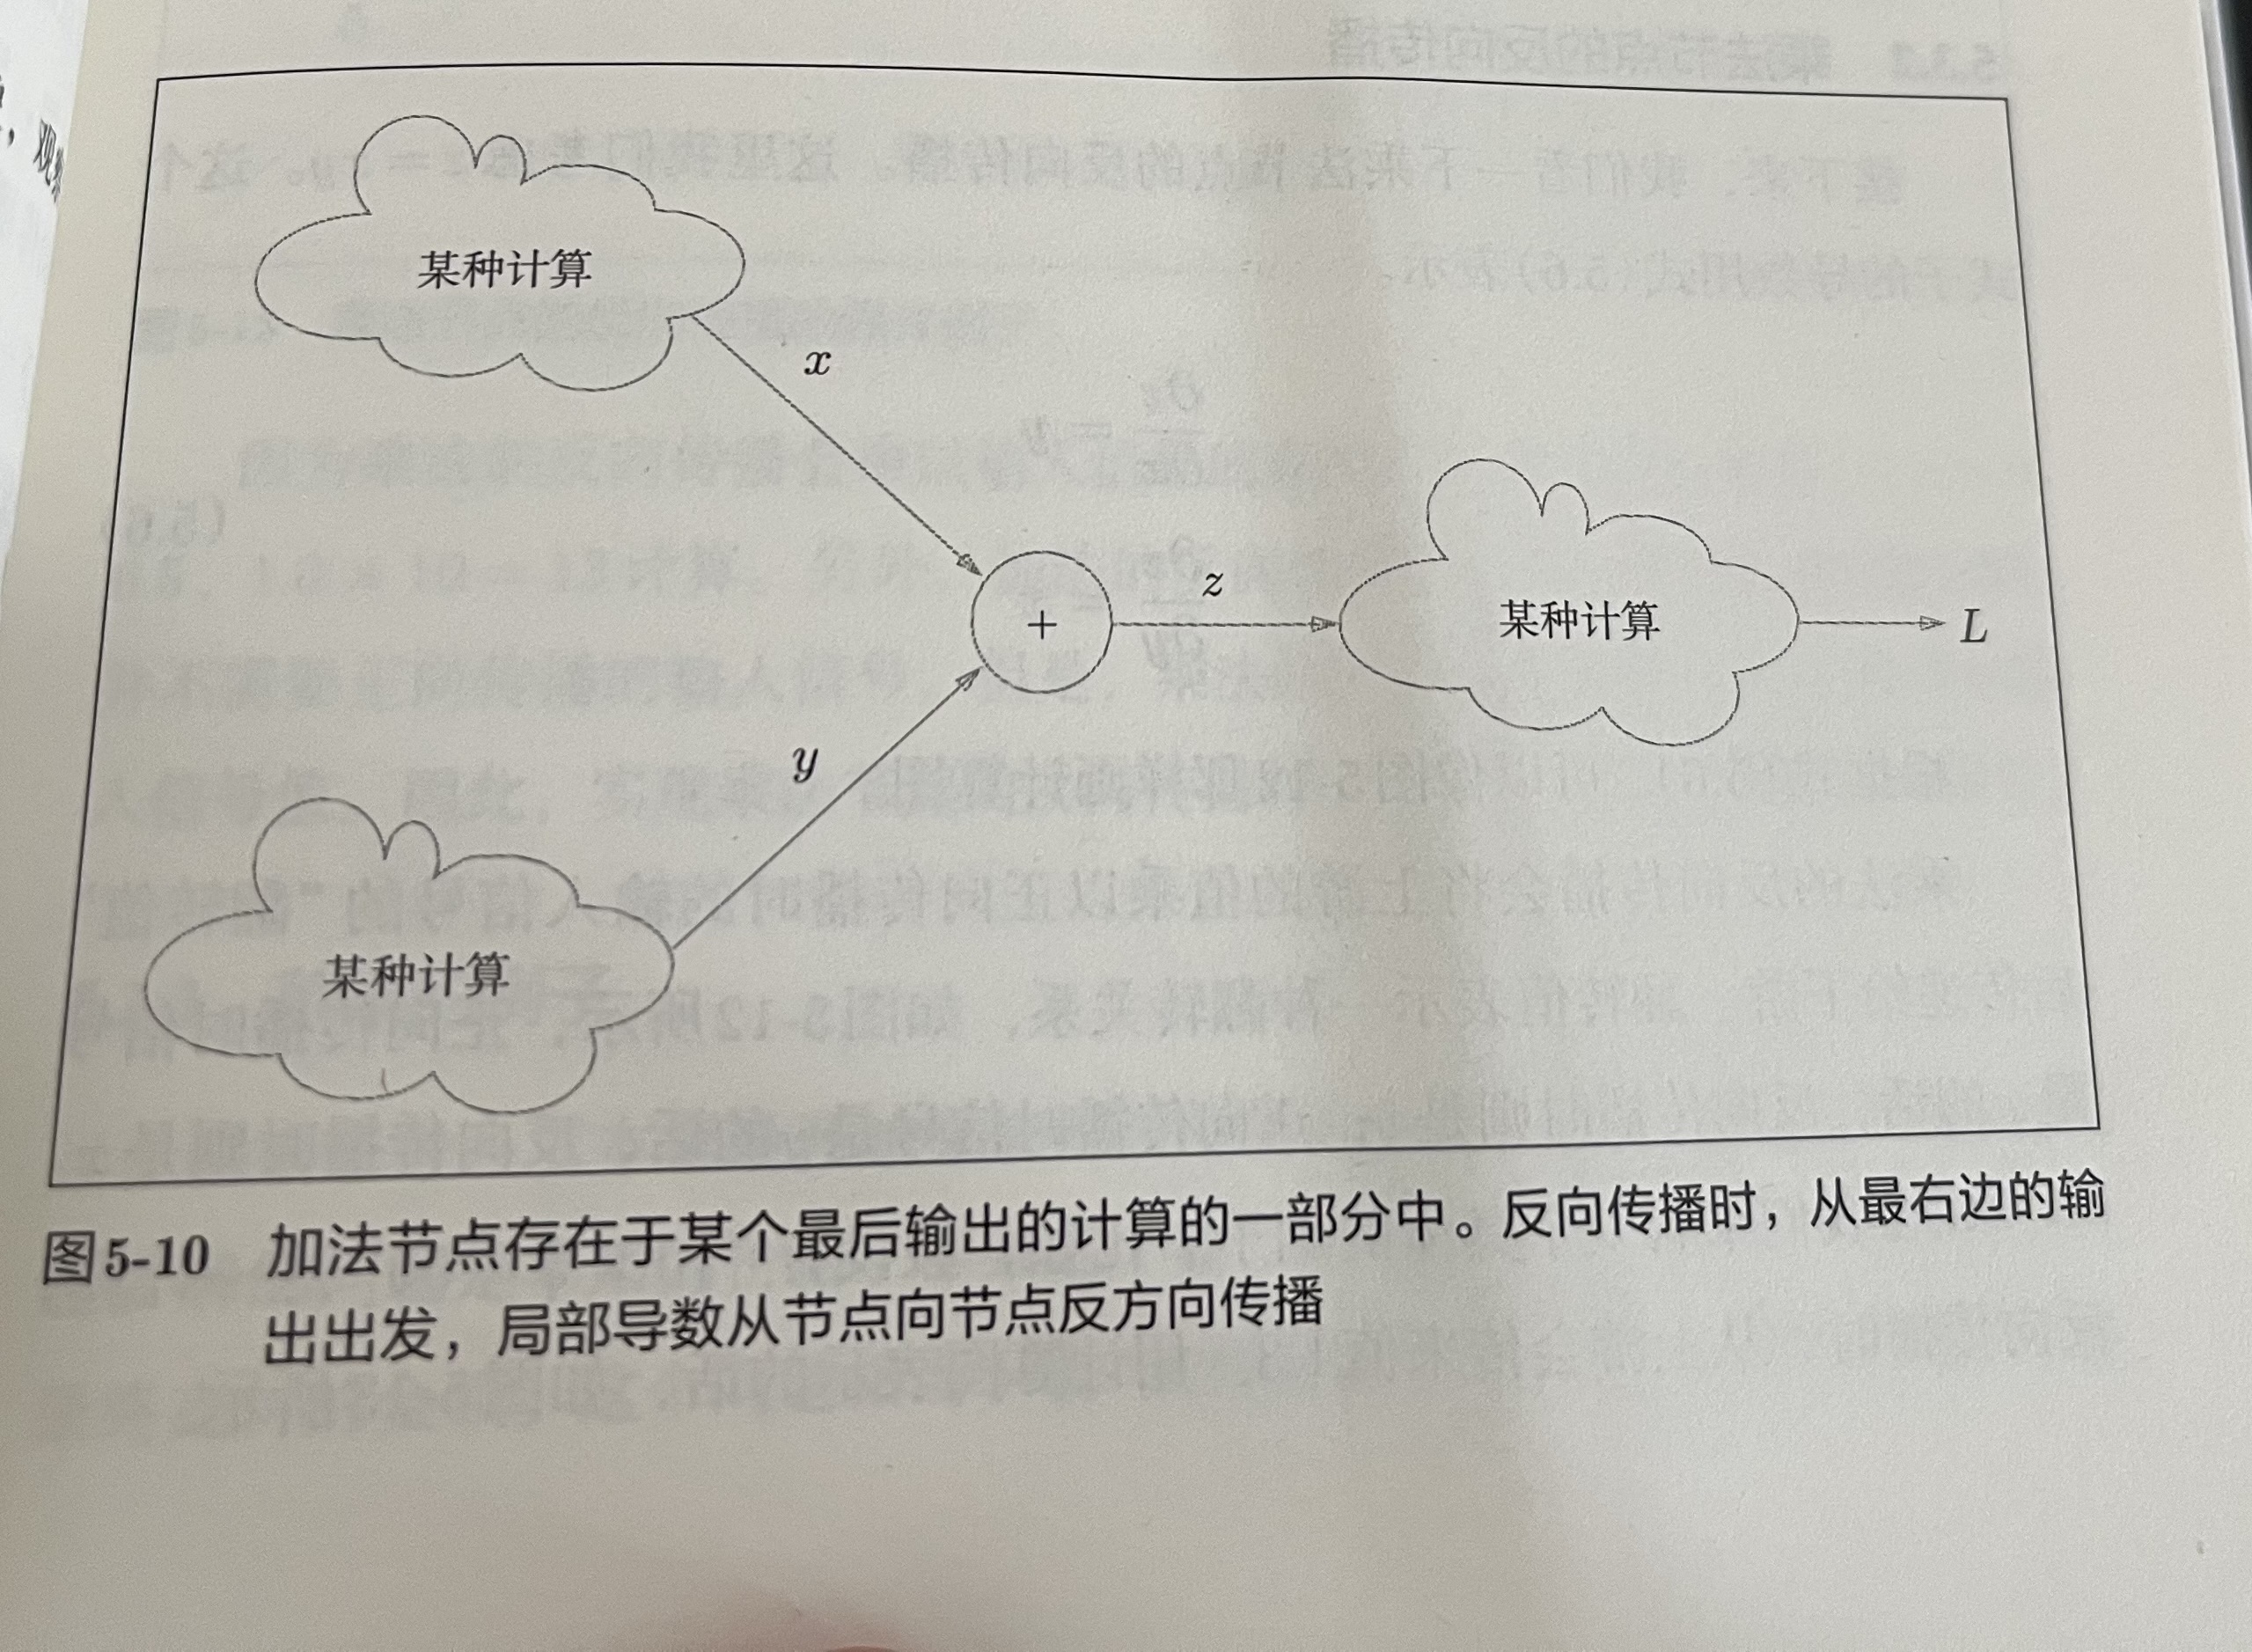 某种计算
x
z
+
某种计算
L
y
某种计算
图5-10 加法节点存在于某个最后输出的计算的一部分中。反向传播时，从最右边的输
出出发，局部导数从节点向节点反方向传播